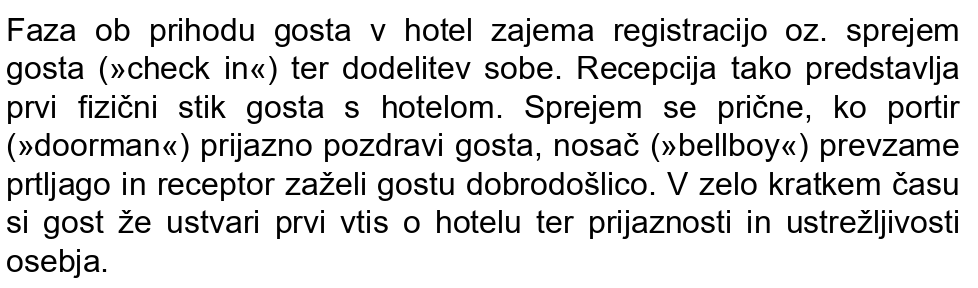 Faza ob prihodu gosta v hotel zajema registracijo oz. sprejem
gosta (»check in«) ter dodelitev sobe. Recepcija tako predstavlja
prvi fizični stik gosta s hotelom. Sprejem se prične, ko portir
(»doorman«) prijazno pozdravi gosta, nosač (»bellboy«) prevzame
prtljago in receptor zaželi gostu dobrodošlico. V zelo kratkem času
si gost že ustvari prvi vtis o hotelu ter prijaznosti in ustrežljivosti
osebja.